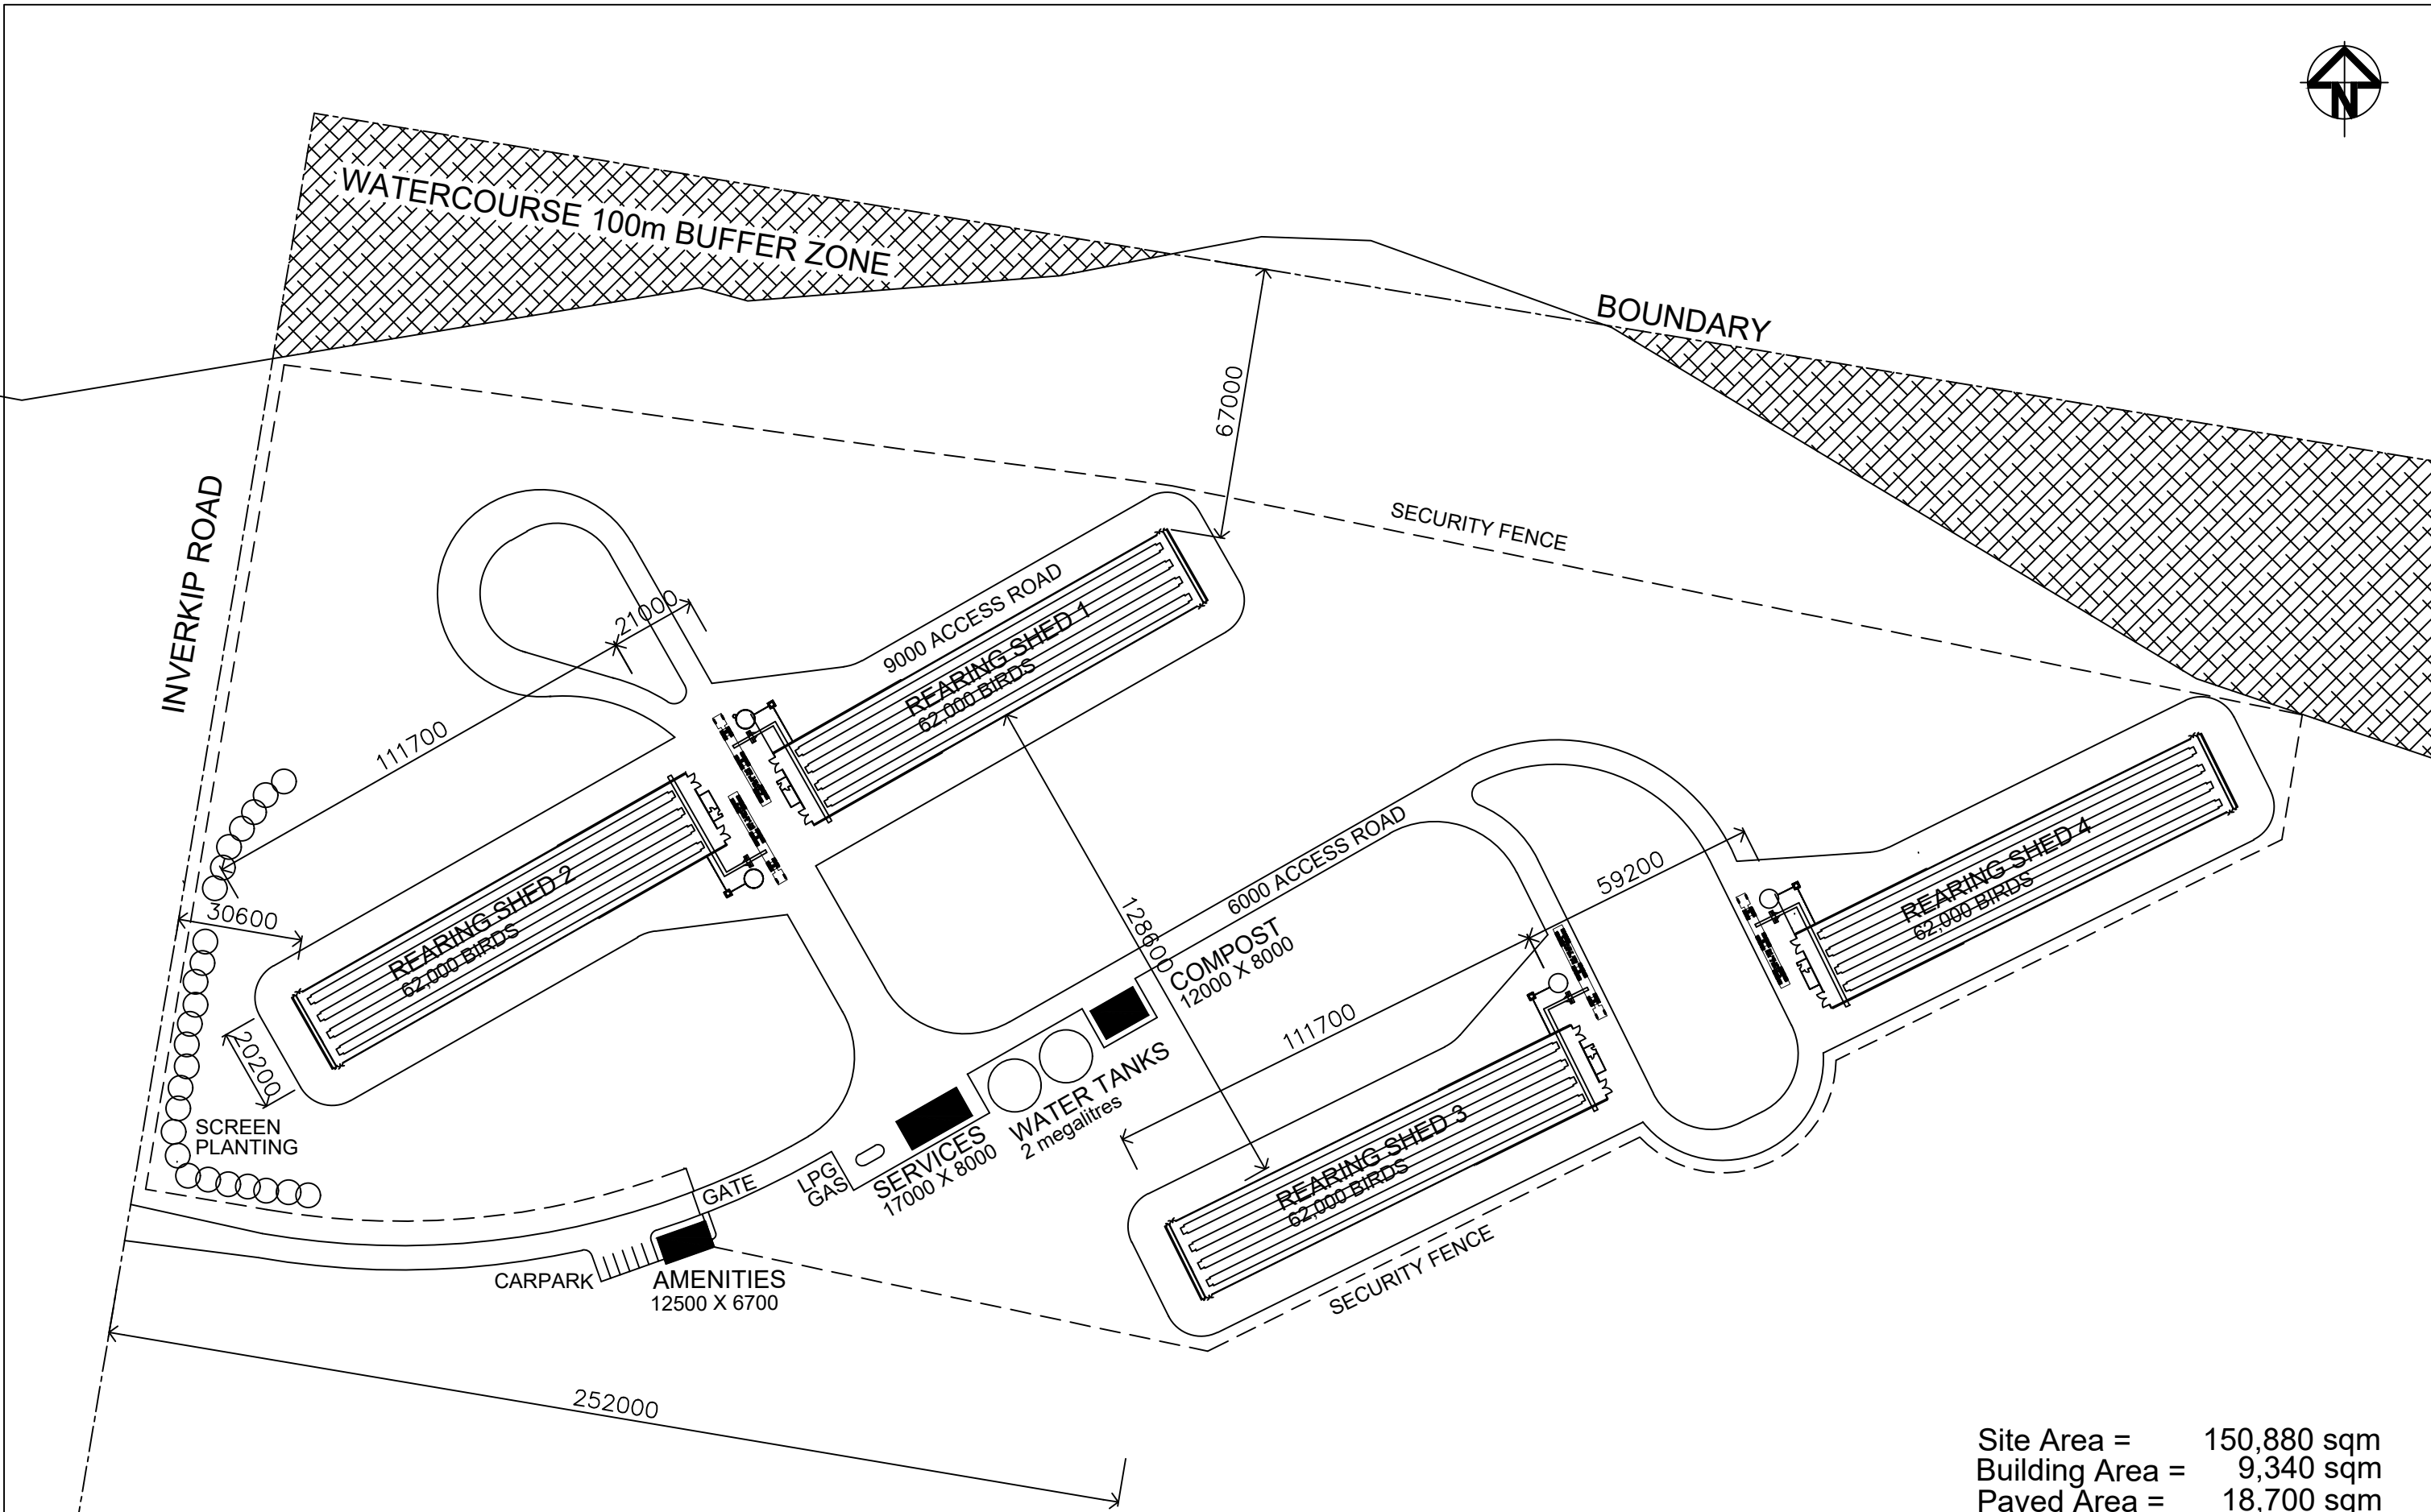 N
WATERCOURSE 100m BUFFER ZONE
BOUNDARY
67000
INVERKIP ROAD
SECURITY FENCE
21000
9000 ACCESS ROAD
REARING SHED 1
62,000 BIRDS
111700
REARING SHED 2
62,000 BIRDS
30600
20200
SCREEN
PLANTING
128600
6000 ACCESS ROAD
59200
REARING SHED 4
62,000 BIRDS
COMPOST
12000 X 8000
111700
WATER TANKS
2 megalitres
SERVICES
17000 X 8000
LPG
GAS
GATE
REARING SHED 3
62,000 BIRDS
SECURITY FENCE
CARPARK
AMENITIES
12500 X 6700
252000
Site Area = 150,880 sqm
Building Area = 9,340 sqm
Paved Area = 18,700 sqm